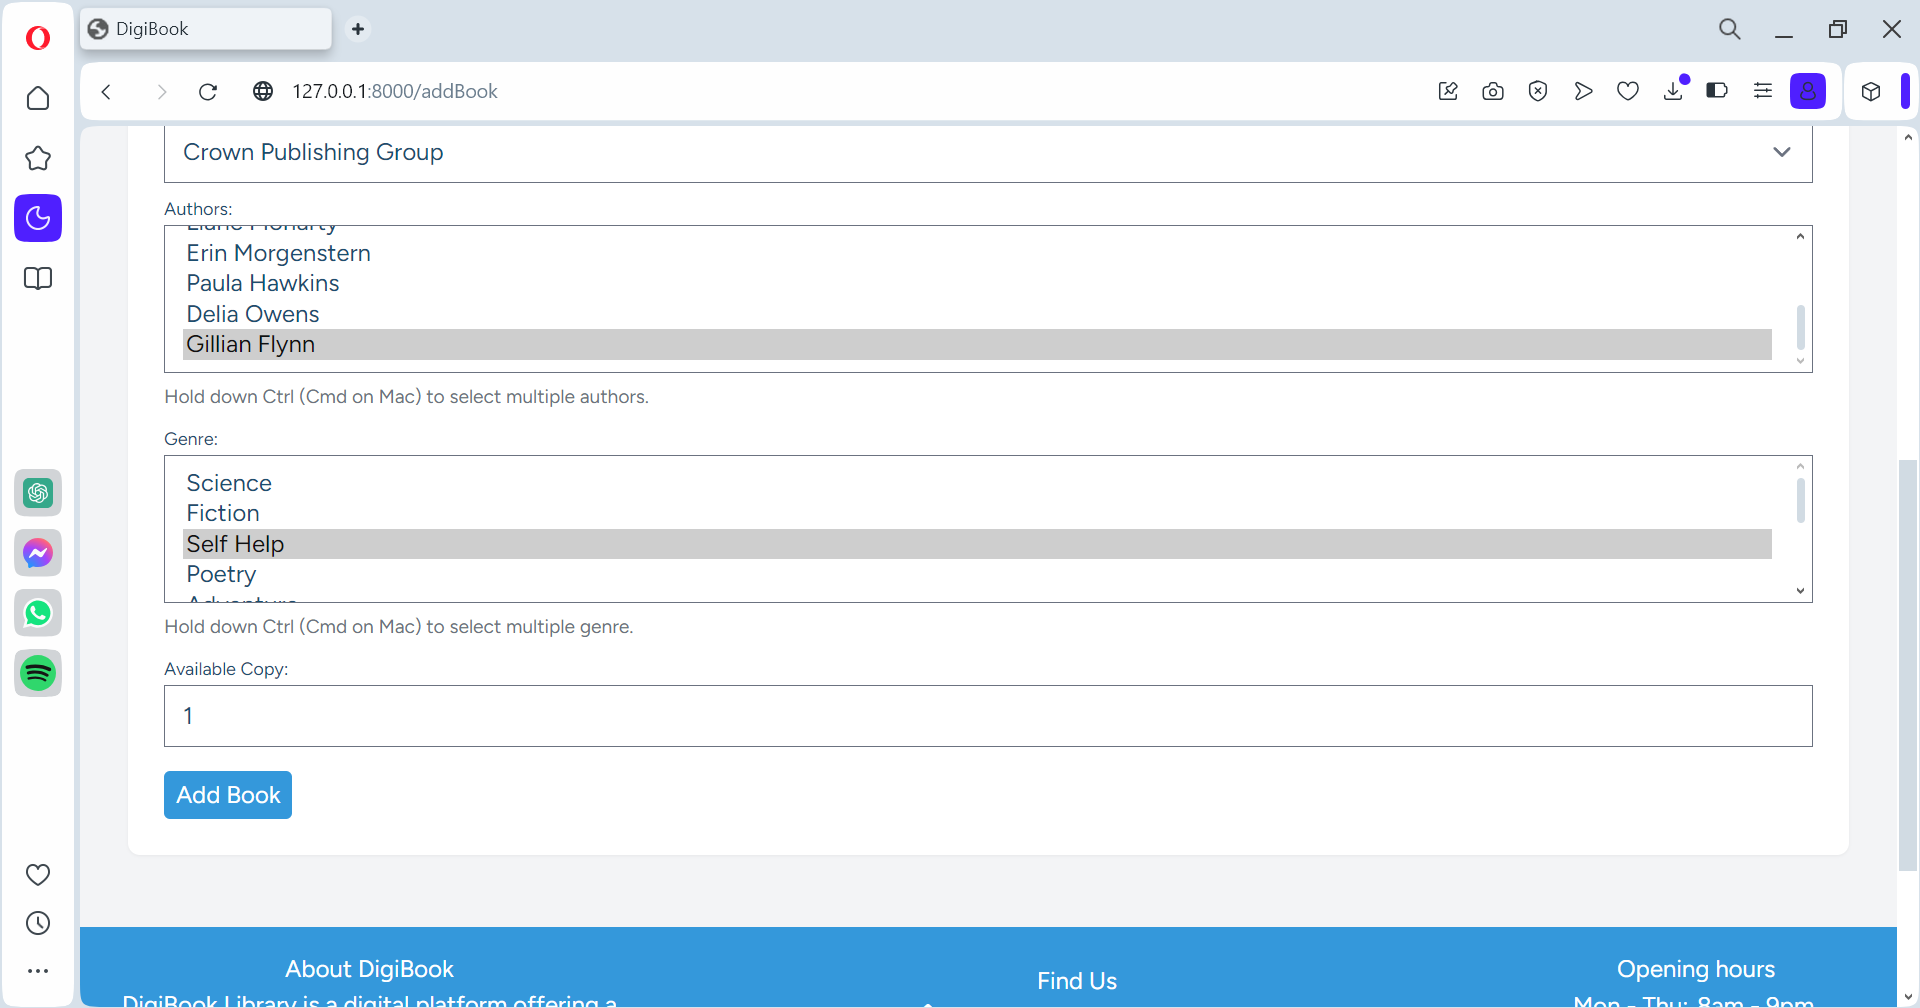 DigiBook
127.0.0.1:8000/addBook
Crown Publishing Group
Authors:
Liane Moriarty
Erin Morgenstern
Paula Hawkins
Delia Owens
Gillian Flynn
Hold down Ctrl (Cmd on Mac) to select multiple authors.
Genre:
Science
Fiction
Self Help
Poetry
Adventure
Hold down Ctrl (Cmd on Mac) to select multiple genre.
Available Copy:
1
Add Book
About DigiBook
Find Us
Opening hours
DigiBook Library is a digital platform offering a
Mon - Thu: 8am - 9pm